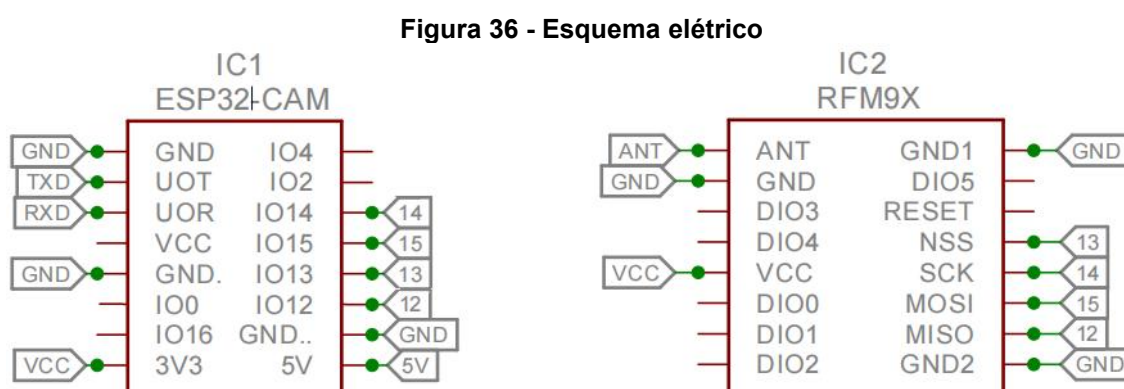 Figura 36 - Esquema elétrico
IC1
ESP32-CAM
GND GND IO4
TXD UOT IO2
RXD UOR IO14 14
VCC IO15 15
GND GND. IO13 13
IO0 IO12 12
IO16 GND.. GND
VCC 3V3 5V 5V
IC2
RFM9X
ANT ANT GND1 GND
GND GND DIO5
DIO3 RESET
DIO4 NSS 13
VCC VCC SCK 14
DIO0 MOSI 15
DIO1 MISO 12
DIO2 GND2 GND